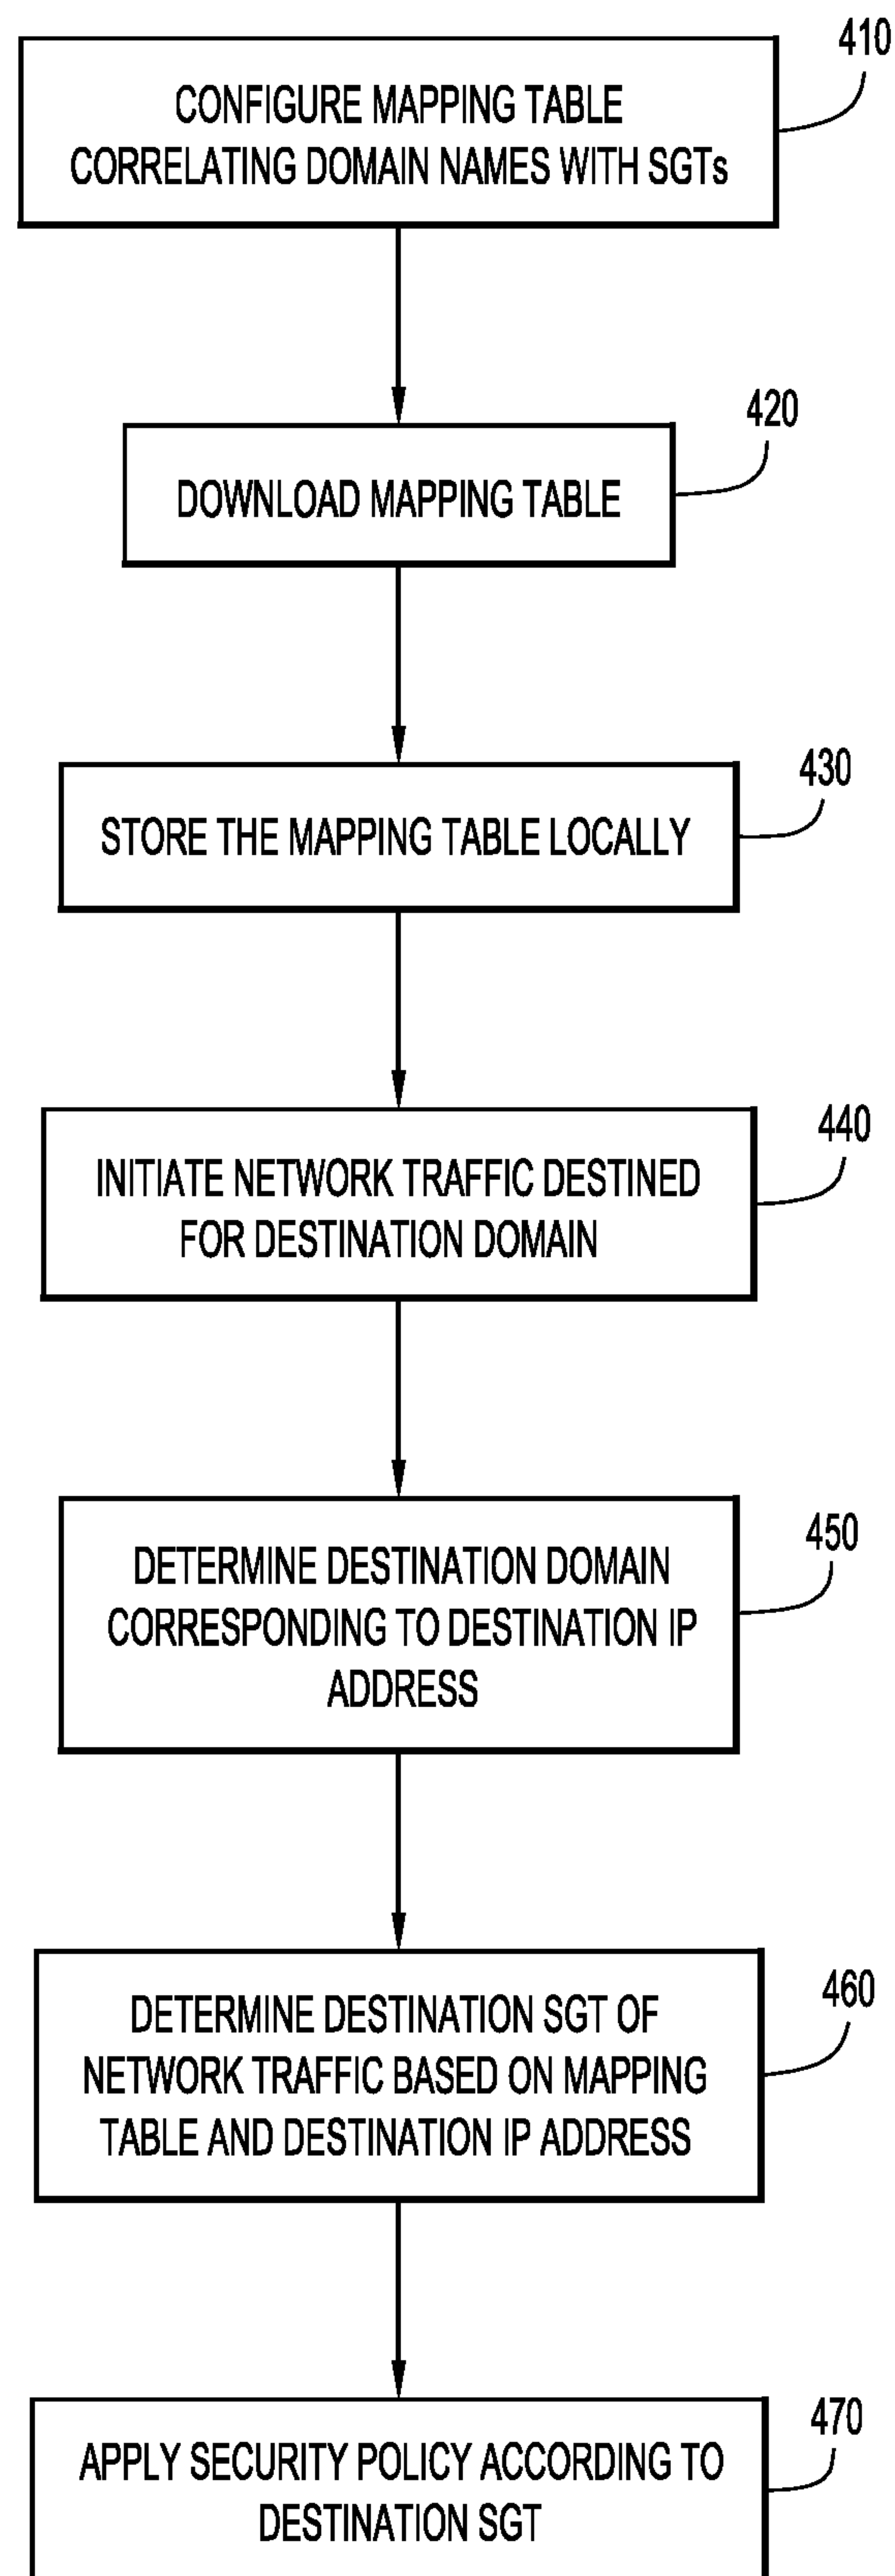 410
CONFIGURE MAPPING TABLE
CORRELATING DOMAIN NAMES WITH SGTs
420
DOWNLOAD MAPPING TABLE
430
STORE THE MAPPING TABLE LOCALLY
440
INITIATE NETWORK TRAFFIC DESTINED
FOR DESTINATION DOMAIN
450
DETERMINE DESTINATION DOMAIN
CORRESPONDING TO DESTINATION IP
ADDRESS
460
DETERMINE DESTINATION SGT OF
NETWORK TRAFFIC BASED ON MAPPING
TABLE AND DESTINATION IP ADDRESS
470
APPLY SECURITY POLICY ACCORDING TO
DESTINATION SGT